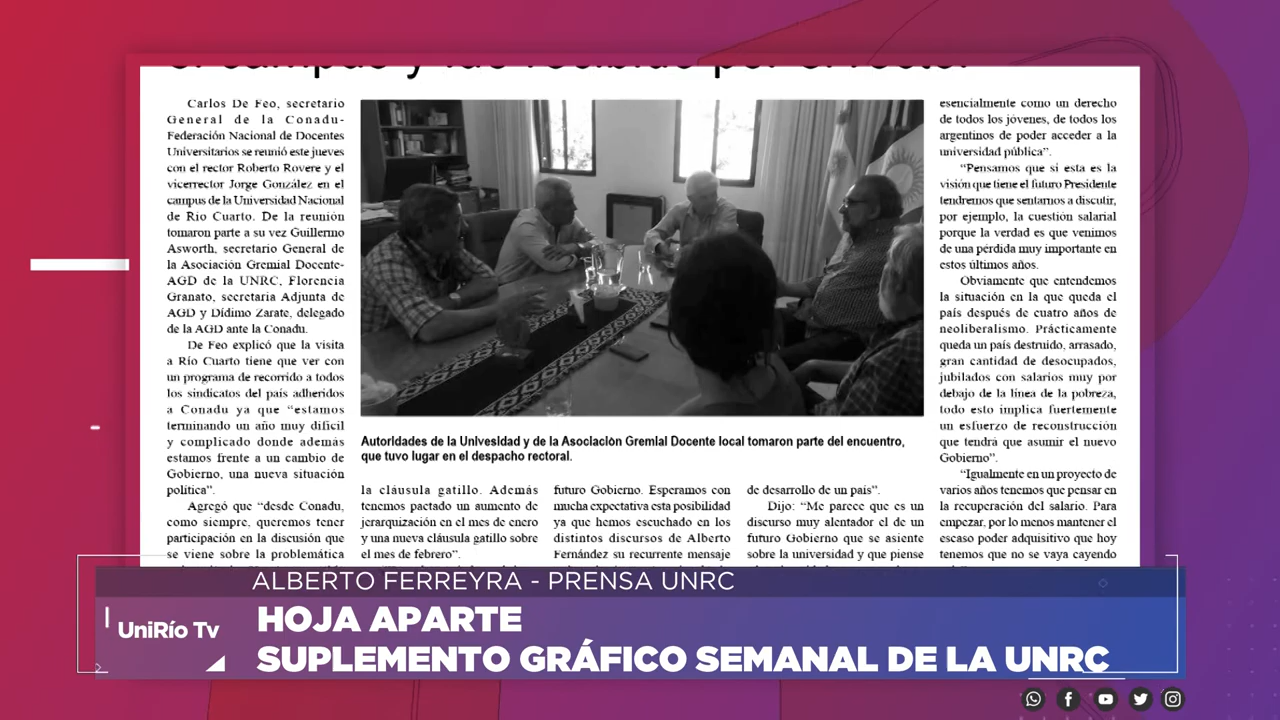 Carlos De Feo, secretario
General de la Conadu-
Federación Nacional de Docentes
Universitarios se reunió este jueves
con el rector Roberto Rovere y el
vicerrector Jorge González en el
campus de la Universidad Nacional
de Río Cuarto. De la reunión
tomaron parte a su vez Guillermo
Asworth, secretario General de
la Asociación Gremial Docente-
AGD de la UNRC, Florencia
Granato, secretaria Adjunta de
AGD y Dídimo Zarate, delegado
de la AGD ante la Conadu.
De Feo explicó que la visita
a Río Cuarto tiene que ver con
un programa de recorrido a todos
los sindicatos del país adheridos
a Conadu ya que “estamos
terminando un año muy difícil
y complicado donde además
estamos frente a un cambio de
Gobierno, una nueva situación
política”.
Agregó que “desde Conadu,
como siempre, queremos tener
participación en la discusión que
se viene sobre la problemática
Autoridades de la Univesidad y de la Asociación Gremial Docente local tomaron parte del encuentro,
que tuvo lugar en el despacho rectoral.
la cláusula gatillo. Además
tenemos pactado un aumento de
jerarquización en el mes de enero
y una nueva cláusula gatillo sobre
el mes de febrero”.
futuro Gobierno. Esperamos con
mucha expectativa esta posibilidad
ya que hemos escuchado en los
distintos discursos de Alberto
Fernández su recurrente mensaje
de desarrollo de un país”.
Dijo: “Me parece que es un
discurso muy alentador el de un
futuro Gobierno que se asiente
sobre la universidad y que piense
esencialmente como un derecho
de todos los jóvenes, de todos los
argentinos de poder acceder a la
universidad pública”.
“Pensamos que si esta es la
visión que tiene el futuro Presidente
tendremos que sentarnos a discutir,
por ejemplo, la cuestión salarial
porque la verdad es que venimos
de una pérdida muy importante en
estos últimos años.
Obviamente que entendemos
la situación en la que queda el
país después de cuatro años de
neoliberalismo. Prácticamente
queda un país destruido, arrasado,
gran cantidad de desocupados,
jubilados con salarios muy por
debajo de la línea de la pobreza,
todo esto implica fuertemente
un esfuerzo de reconstrucción
que tendrá que asumir el nuevo
Gobierno”.
“Igualmente en un proyecto de
varios años tenemos que pensar en
la recuperación del salario. Para
empezar, por lo menos mantener el
escaso poder adquisitivo que hoy
tenemos que no se vaya cayendo
ALBERTO FERREYRA - PRENSA UNRC
UniRío Tv
HOJA APARTE
SUPLEMENTO GRÁFICO SEMANAL DE LA UNRC